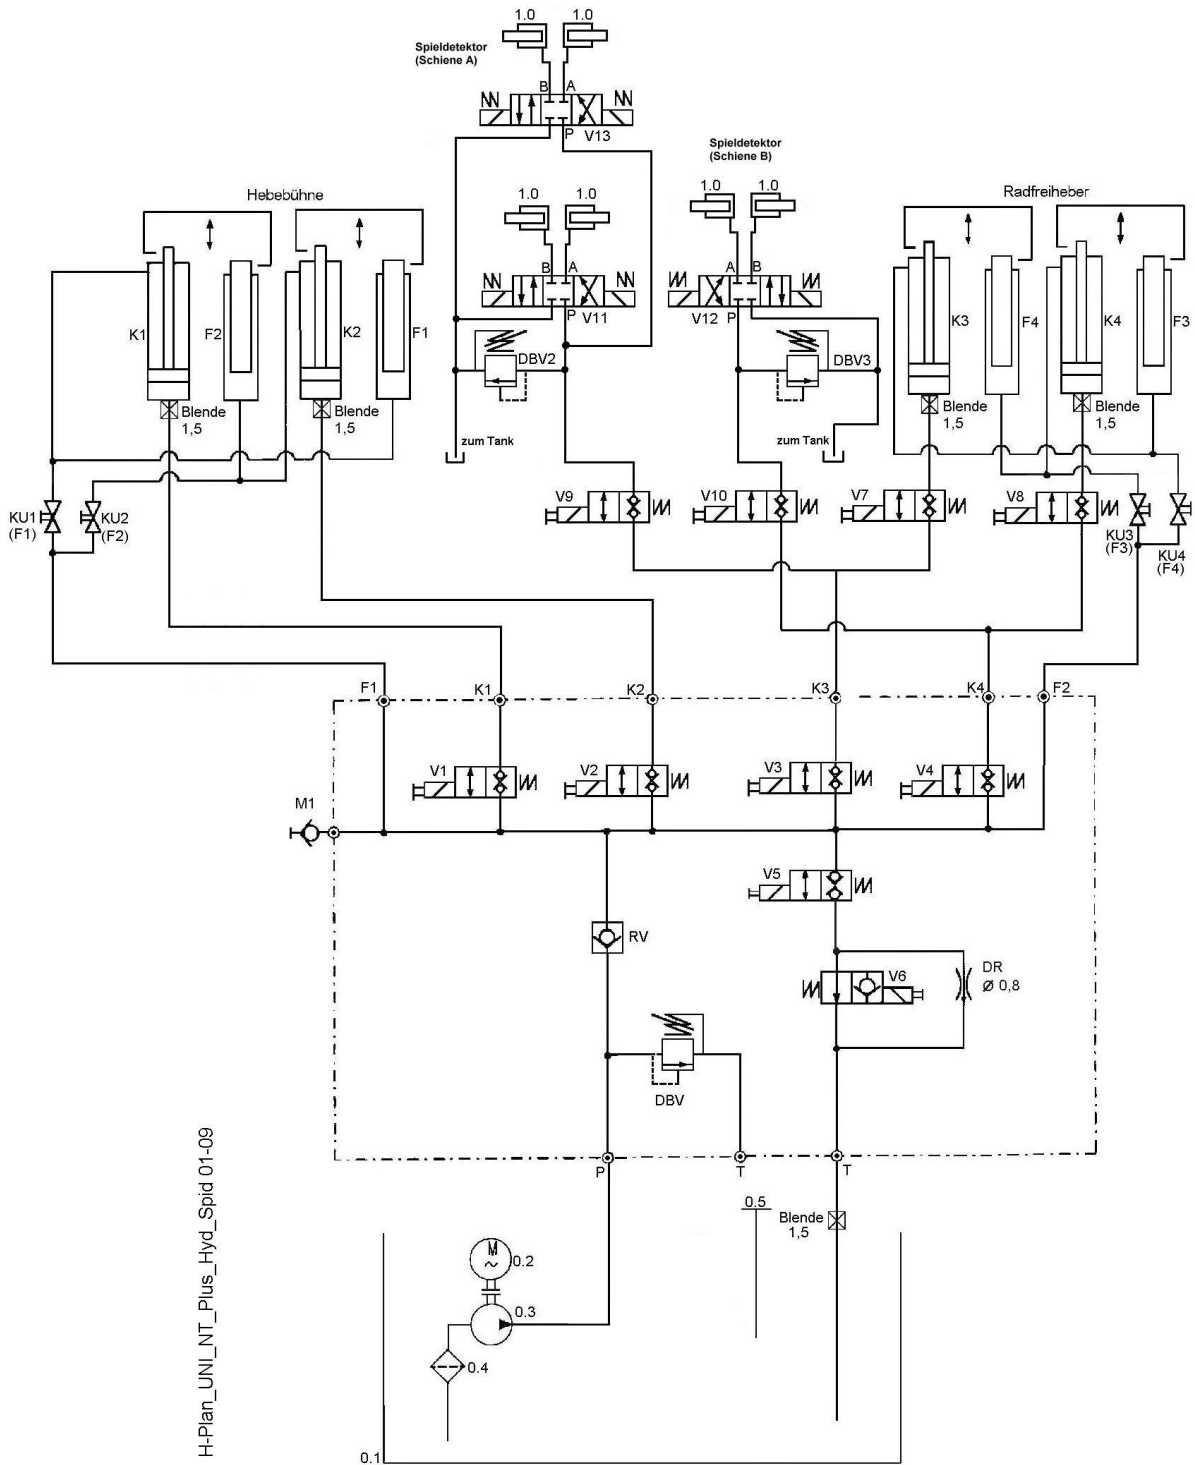 1.0 1.0
Spieldetektor
(Schiene A)
B A
P V13
Spieldetektor
(Schiene B)
Hebebühne
1.0 1.0
1.0 1.0
Radfreiheber
B A
A B
P V11
V12 P
K1 F2 K2 F1
DBV2
DBV3
K3 F4 K4 F3
Blende
1,5
Blende
1,5
Blende
1,5
Blende
1,5
zum Tank
zum Tank
V9 V10 V7 V8
KU1
(F1)
KU2
(F2)
KU3
(F3)
KU4
(F4)
F1 K1 K2 K3 K4 F2
V1 V2 V3 V4
M1
V5
RV
V6
DR
Ø 0,8
DBV
P T T
0.5
Blende
1,5
M
~
0.2
0.3
0.4
0.1
H-Plan_UNI_NT_Plus_Hyd_Spid 01-09